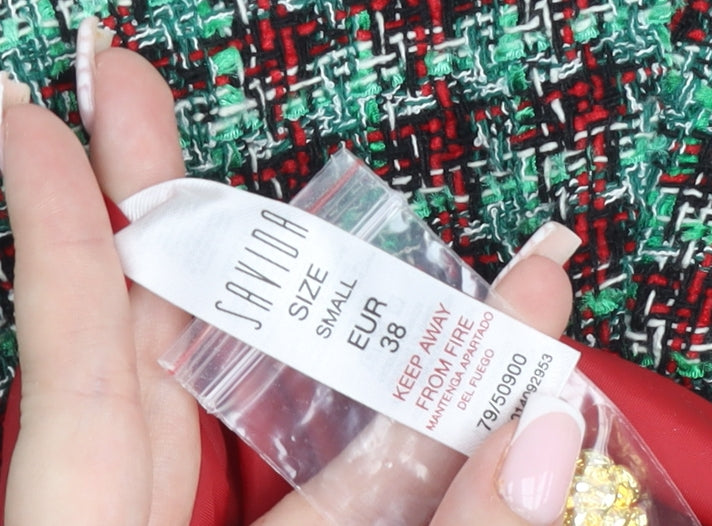 SAVIDA
SIZE
SMALL
EUR
38
KEEP AWAY
FROM FIRE
MANTENGA APARTADO
DEL FUEGO
79/50900